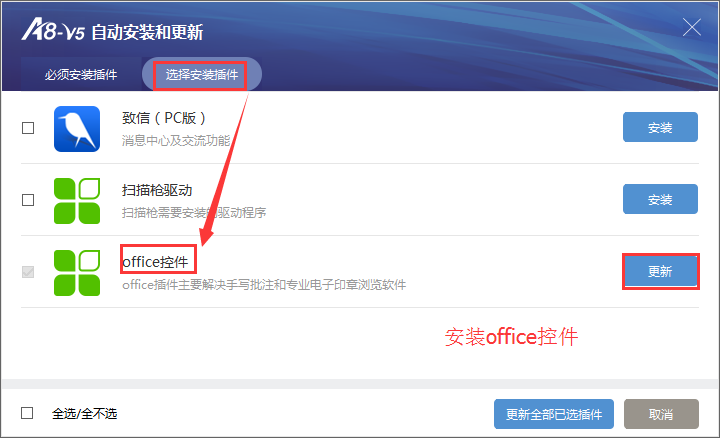 A8-V5 自动安装和更新
必须安装插件
选择安装插件
致信（PC版）
消息中心及交流功能
安装
扫描枪驱动
扫描枪需要安装的驱动程序
安装
office控件
office插件主要解决手写批注和专业电子印章浏览软件
更新
安装office控件
全选/全不选
更新全部已选插件
取消